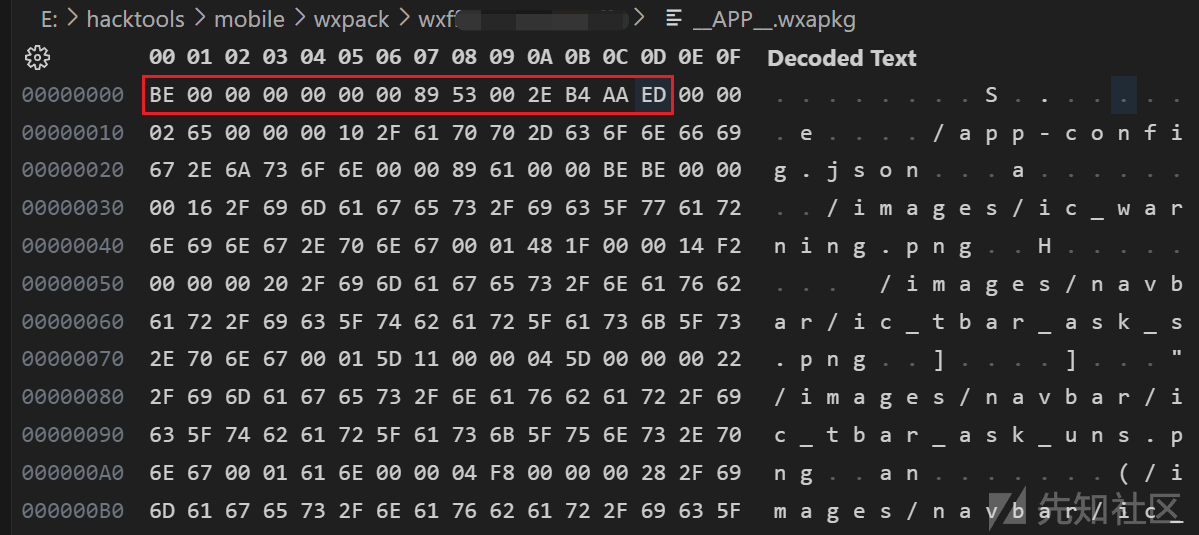 E: > hacktools > mobile > wxpack > wxf > __APP__.wxapkg
00 01 02 03 04 05 06 07 08 09 0A 0B 0C 0D 0E 0F Decoded Text
00000000 BE 00 00 00 00 00 00 89 53 00 2E B4 AA ED 00 00 . . . . . . . . S . . . . . . .
00000010 02 65 00 00 00 10 2F 61 70 70 2D 63 6F 6E 66 69 . e . . . . / a p p - c o n f i
00000020 67 2E 6A 73 6F 6E 00 00 89 61 00 00 BE BE 00 00 g . j s o n . . . a . . . . . .
00000030 00 16 2F 69 6D 61 67 65 73 2F 69 63 5F 77 61 72 . . / i m a g e s / i c _ w a r
00000040 6E 69 6E 67 2E 70 6E 67 00 01 48 1F 00 00 14 F2 n i n g . p n g . . H . . . . .
00000050 00 00 00 20 2F 69 6D 61 67 65 73 2F 6E 61 76 62 . . . / i m a g e s / n a v b
00000060 61 72 2F 69 63 5F 74 62 61 72 5F 61 73 6B 5F 73 a r / i c _ t b a r _ a s k _ s
00000070 2E 70 6E 67 00 01 5D 11 00 00 04 5D 00 00 00 22 . p n g . . ] . . . . ] . . . "
00000080 2F 69 6D 61 67 65 73 2F 6E 61 76 62 61 72 2F 69 / i m a g e s / n a v b a r / i
00000090 63 5F 74 62 61 72 5F 61 73 6B 5F 75 6E 73 2E 70 c _ t b a r _ a s k _ u n s . p
000000A0 6E 67 00 01 61 6E 00 00 04 F8 00 00 00 28 2F 69 n g . . a n . . . . . . . ( / i
000000B0 6D 61 67 65 73 2F 6E 61 76 62 61 72 2F 69 63 5F m a g e s / n a v b a r / i c _
先知社区